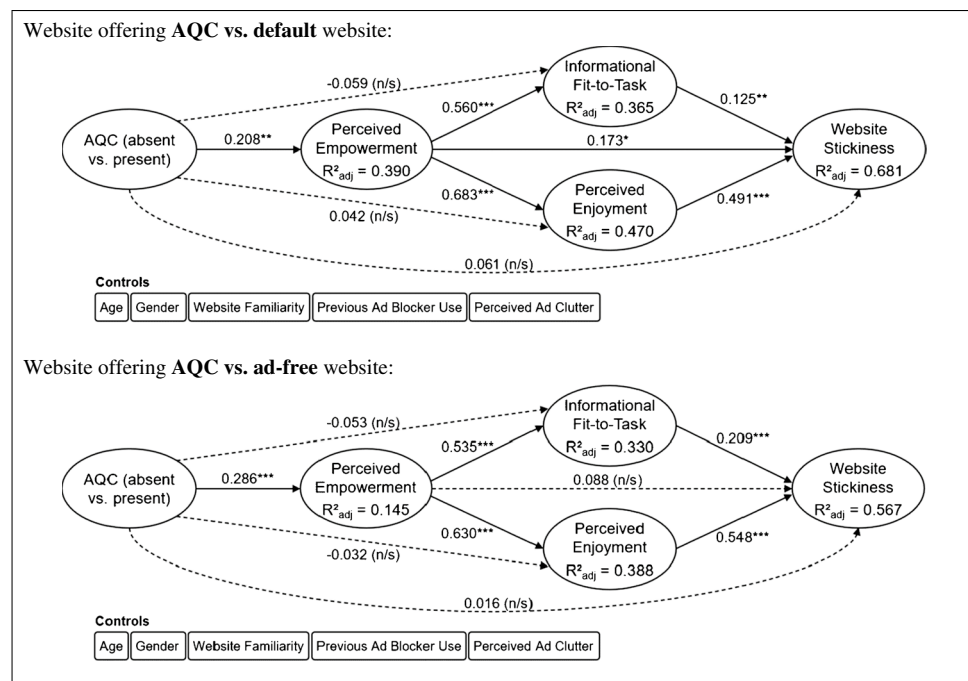 Website offering AQC vs. default website:
-0.059 (n/s)
Informational
Fit-to-Task
R²adj = 0.365
0.560***
0.125**
AQC (absent
vs. present)
0.208**
Perceived
Empowerment
R²adj = 0.390
0.173*
Website
Stickiness
R²adj = 0.681
0.683***
0.042 (n/s)
Perceived
Enjoyment
R²adj = 0.470
0.491***
0.061 (n/s)
Controls
Age Gender Website Familiarity Previous Ad Blocker Use Perceived Ad Clutter
Website offering AQC vs. ad-free website:
-0.053 (n/s)
Informational
Fit-to-Task
R²adj = 0.330
0.535***
0.209***
AQC (absent
vs. present)
0.286***
Perceived
Empowerment
R²adj = 0.145
0.088 (n/s)
Website
Stickiness
R²adj = 0.567
0.630***
-0.032 (n/s)
Perceived
Enjoyment
R²adj = 0.388
0.548***
0.016 (n/s)
Controls
Age Gender Website Familiarity Previous Ad Blocker Use Perceived Ad Clutter